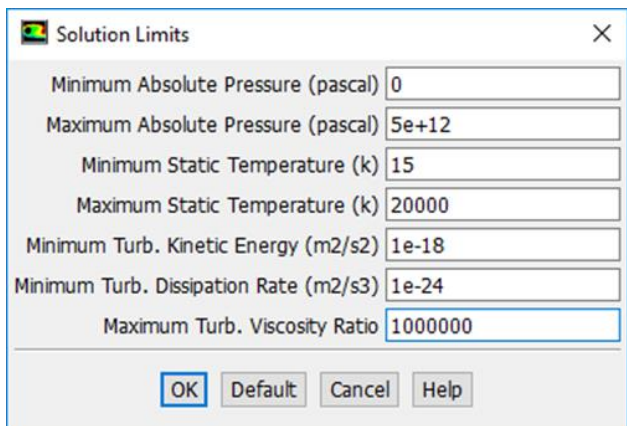 Solution Limits
Minimum Absolute Pressure (pascal) 0
Maximum Absolute Pressure (pascal) 5e+12
Minimum Static Temperature (k) 15
Maximum Static Temperature (k) 20000
Minimum Turb. Kinetic Energy (m2/s2) 1e-18
Minimum Turb. Dissipation Rate (m2/s3) 1e-24
Maximum Turb. Viscosity Ratio 1000000
OK Default Cancel Help